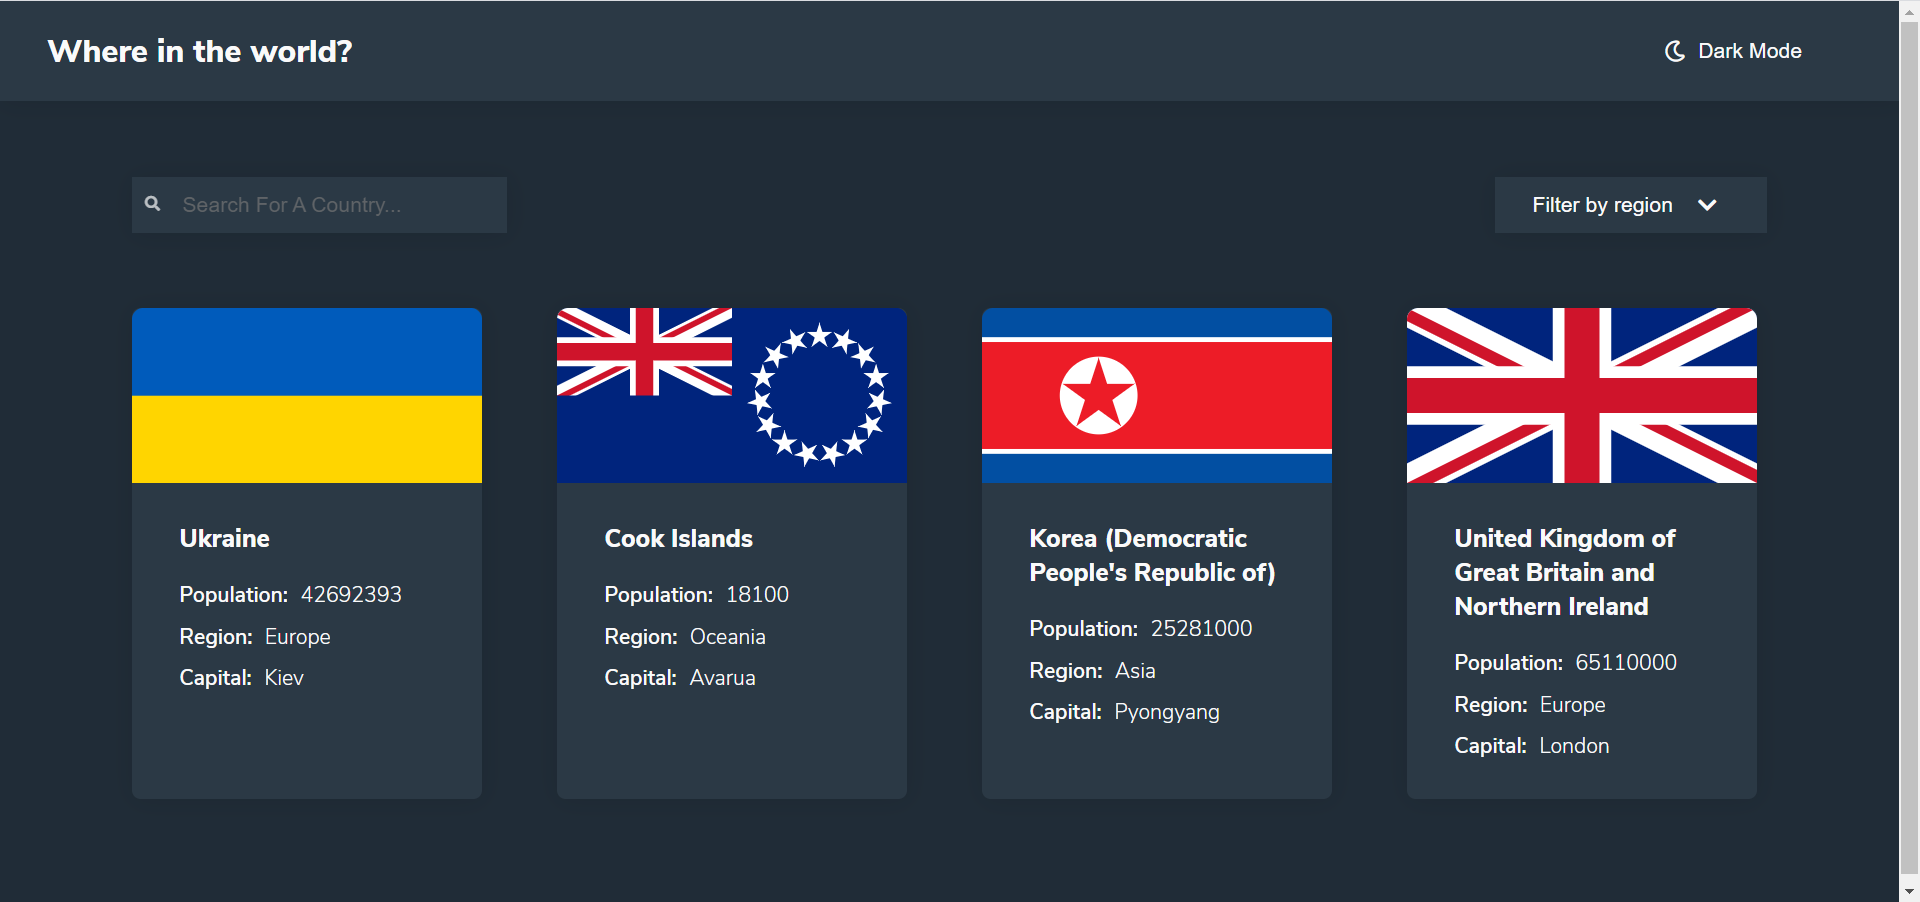 Where in the world?
Dark Mode
Search For A Country...
Filter by region
Ukraine
Population: 42692393
Region: Europe
Capital: Kiev
Cook Islands
Population: 18100
Region: Oceania
Capital: Avarua
Korea (Democratic
People's Republic of)
Population: 25281000
Region: Asia
Capital: Pyongyang
United Kingdom of
Great Britain and
Northern Ireland
Population: 65110000
Region: Europe
Capital: London